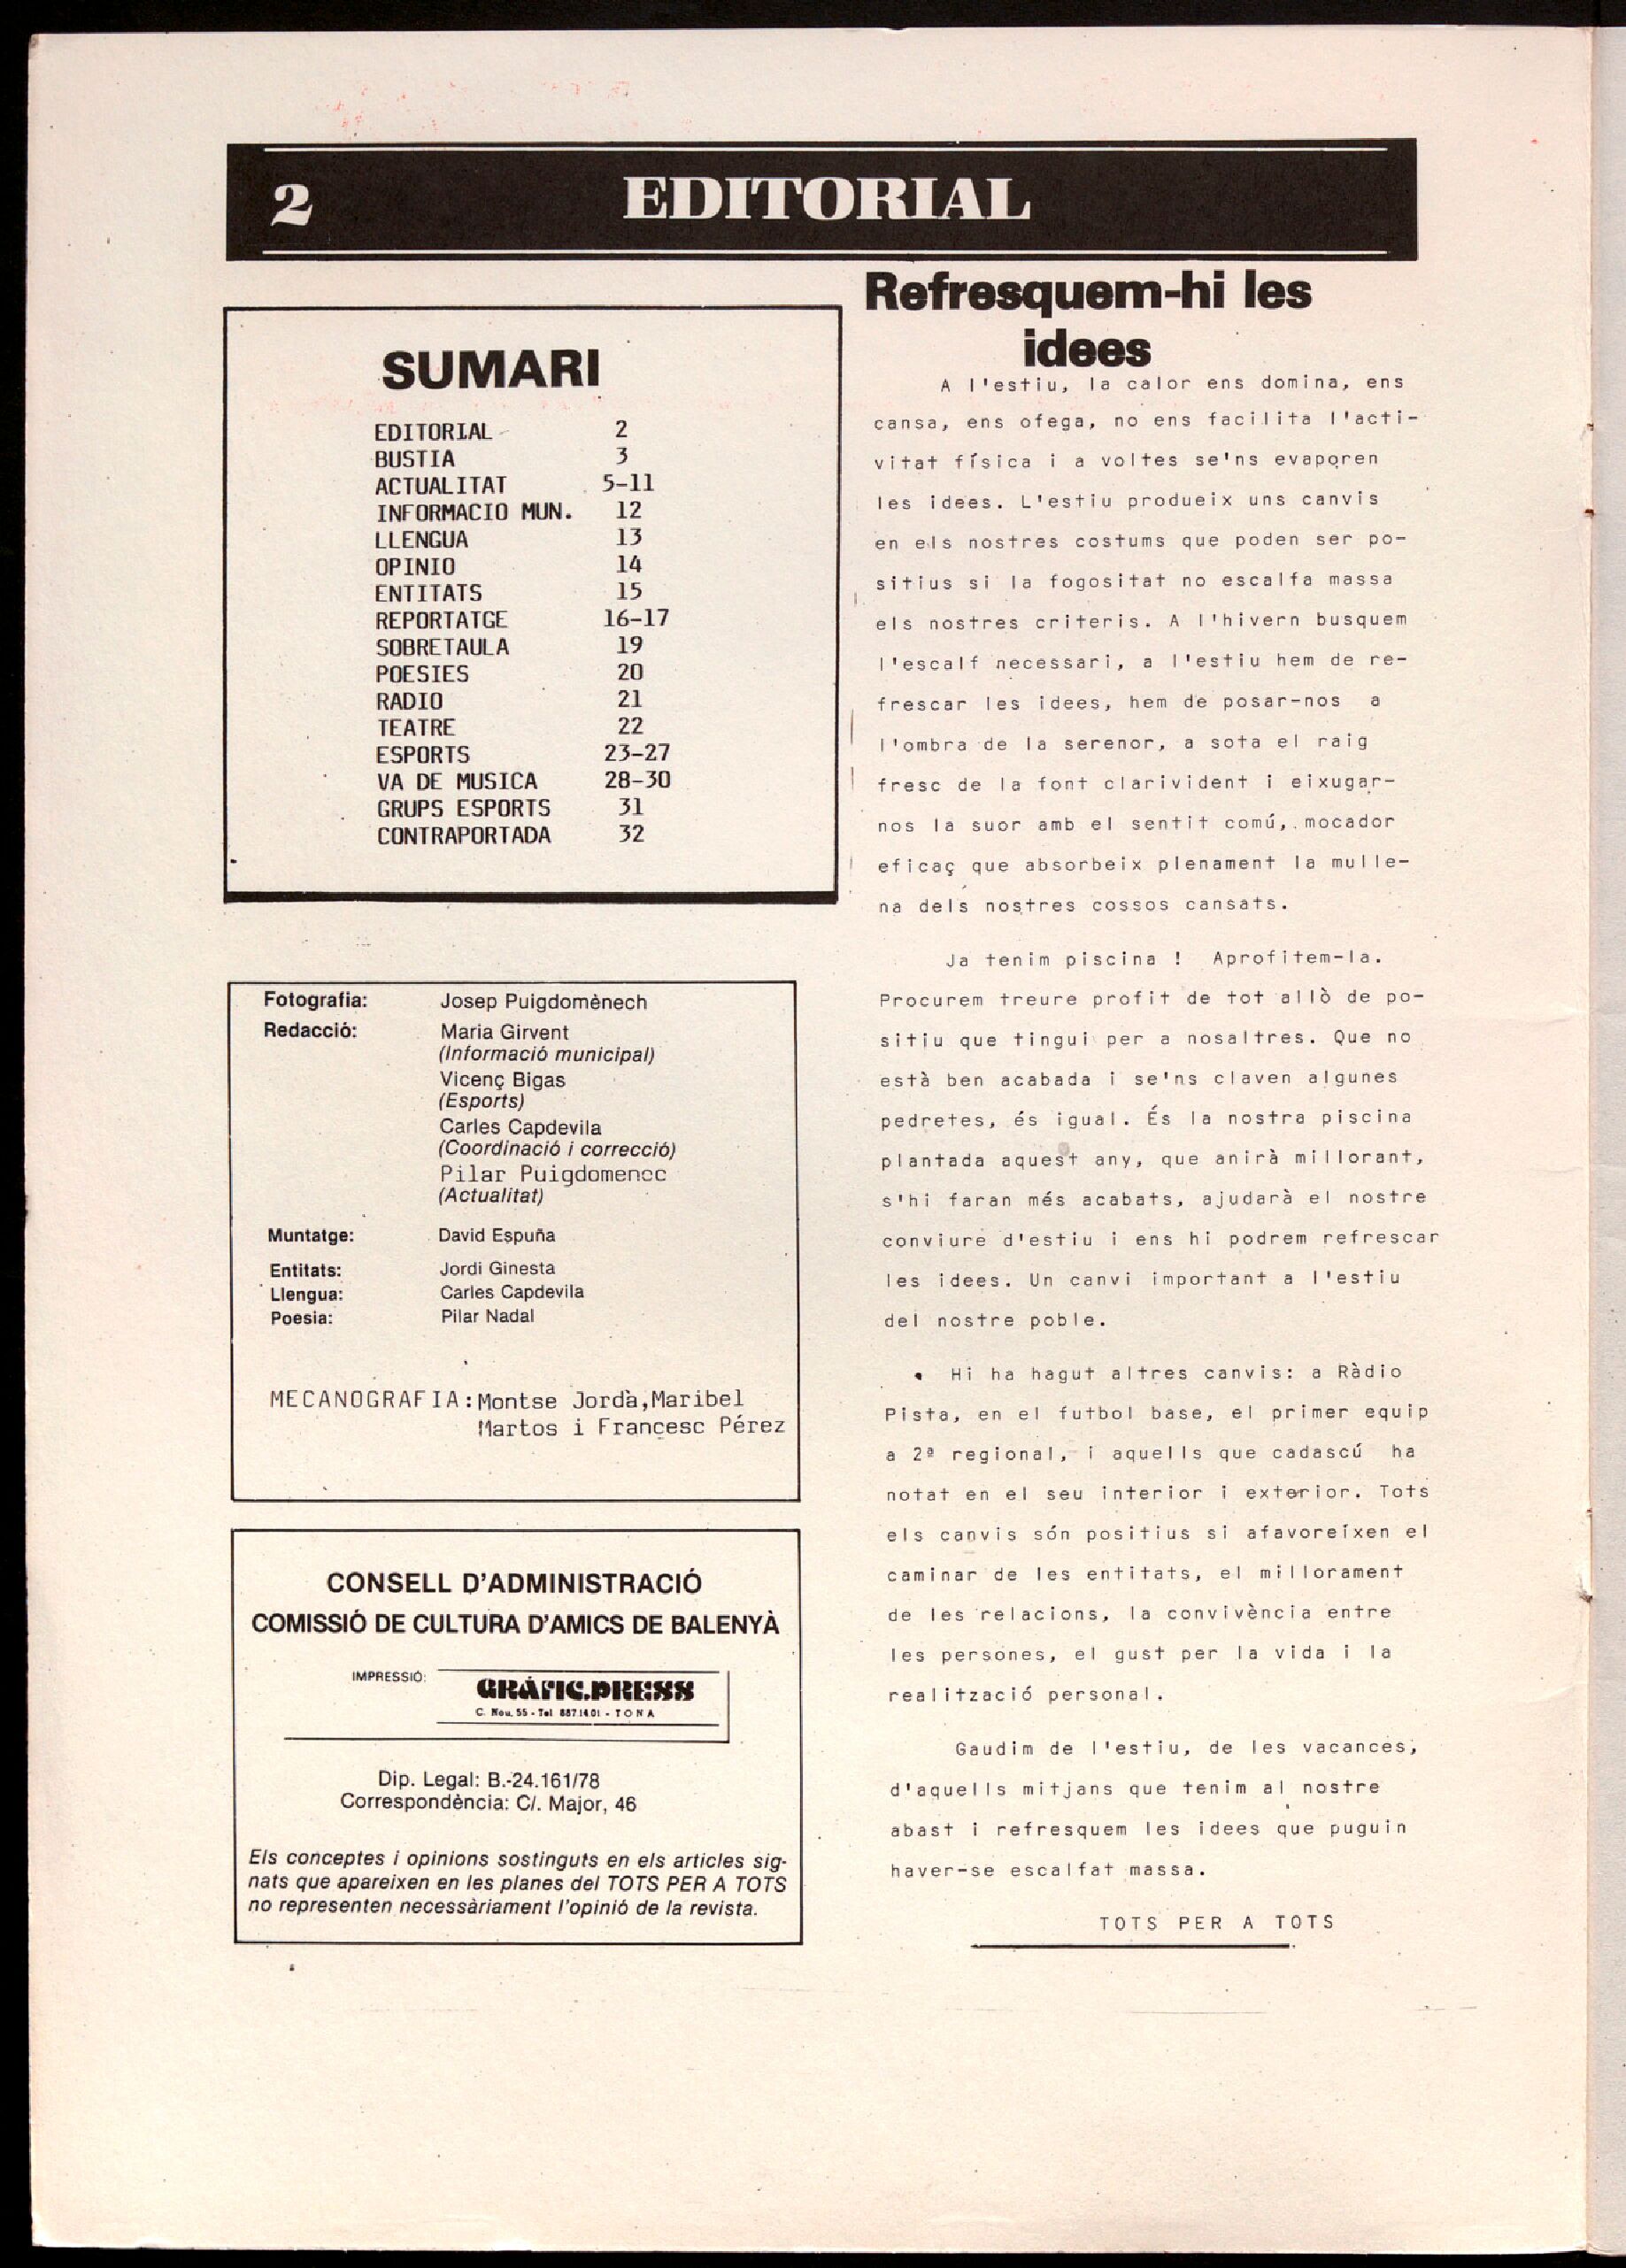 2 EDITORIAL
SUMARI
EDITORIAL 2
BUSTIA 3
ACTUALITAT 5-11
INFORMACIO MUN. 12
LLENGUA 13
OPINIO 14
ENTITATS 15
REPORTATGE 16-17
SOBRETAULA 19
POESIES 20
RADIO 21
TEATRE 22
ESPORTS 23-27
VA DE MUSICA 28-30
GRUPS ESPORTS 31
CONTRAPORTADA 32
Fotografia: Josep Puigdomènech
Redacció: Maria Girvent
(Informació municipal)
Vicenç Bigas
(Esports)
Carles Capdevila
(Coordinació i correcció)
Pilar Puigdomenec
(Actualitat)
Muntatge: David Espuña
Entitats: Jordi Ginesta
Llengua: Carles Capdevila
Poesia: Pilar Nadal
MECANOGRAFIA: Montse Jordà, Maribel
Martos i Francesc Pérez
CONSELL D'ADMINISTRACIÓ
COMISSIÓ DE CULTURA D'AMICS DE BALENYÀ
IMPRESSIÓ: GRÀFIC.PRESS
C. Nou, 55 - Tel 887.14.01 - TONA
Dip. Legal: B.-24.161/78
Correspondència: C/. Major, 46
Els conceptes i opinions sostinguts en els articles sig-
nats que apareixen en les planes del TOTS PER A TOTS
no representen necessàriament l'opinió de la revista.
Refresquem-hi les
idees
A l'estiu, la calor ens domina, ens
cansa, ens ofega, no ens facilita l'acti-
vitat física i a voltes se'ns evaporen
les idees. L'estiu produeix uns canvis
en els nostres costums que poden ser po-
sitius si la fogositat no escalfa massa
els nostres criteris. A l'hivern busquem
l'escalf necessari, a l'estiu hem de re-
frescar les idees, hem de posar-nos a
l'ombra de la serenor, a sota el raig
fresc de la font clarivident i eixugar-
nos la suor amb el sentit comú, mocador
eficaç que absorbeix plenament la mulle-
na dels nostres cossos cansats.
Ja tenim piscina ! Aprofitem-la.
Procurem treure profit de tot allò de po-
sitiu que tingui per a nosaltres. Que no
està ben acabada i se'ns claven algunes
pedretes, és igual. És la nostra piscina
plantada aquest any, que anirà millorant,
s'hi faran més acabats, ajudarà el nostre
conviure d'estiu i ens hi podrem refrescar
les idees. Un canvi important a l'estiu
del nostre poble.
Hi ha hagut altres canvis: a Ràdio
Pista, en el futbol base, el primer equip
a 2ª regional, i aquells que cadascú ha
notat en el seu interior i exterior. Tots
els canvis són positius si afavoreíxen el
caminar de les entitats, el millorament
de les relacions, la convivència entre
les persones, el gust per la vida i la
realització personal.
Gaudim de l'estiu, de les vacances,
d'aquells mitjans que tenim al nostre
abast i refresquem les idees que puguin
haver-se escalfat massa.
TOTS PER A TOTS